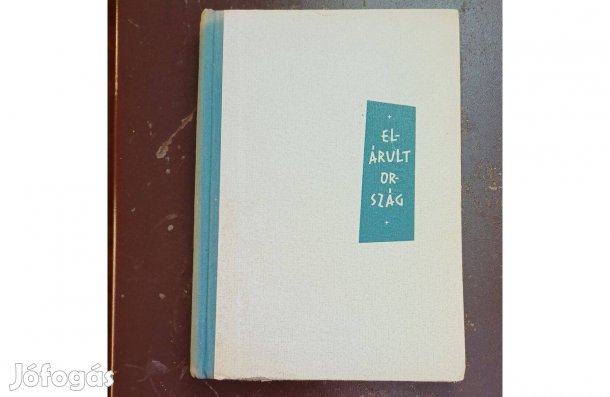 EL-
ÁRULT
OR-
SZÁG
Jófogás